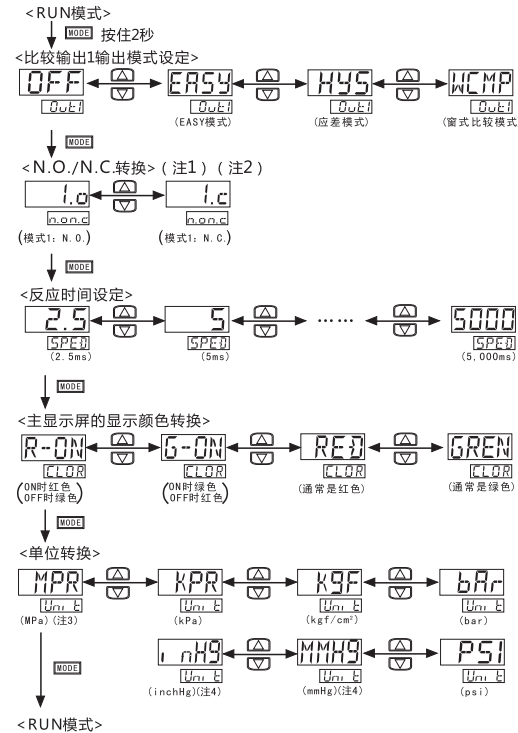 <RUN模式>
MODE 按住2秒
<比较输出1输出模式设定>
OFF EASY HYS WCMP
Out1 Out1 Out1 Out1
(EASY模式) (应差模式) (窗式比较模式
MODE
<N.O./N.C.转换>(注1)(注2)
1.o 1.c
n.on.c n.on.c
(模式1: N.O.) (模式1: N.C.)
MODE
<反应时间设定>
2.5 5 …… 5000
SPED SPED SPED
(2.5ms) (5ms) (5,000ms)
MODE
<主显示屏的显示颜色转换>
R-ON G-ON RED GREN
CLOR CLOR CLOR CLOR
(ON时红色 (ON时绿色 (通常是红色) (通常是绿色)
OFF时绿色) OFF时红色)
MODE
<单位转换>
MPA KPA KgF bAr
Unit Unit Unit Unit
(MPa)(注3) (kPa) (kgf/cm²) (bar)
inHg MMHg PSI
MODE Unit Unit Unit
(inchHg)(注4) (mmHg)(注4) (psi)
<RUN模式>